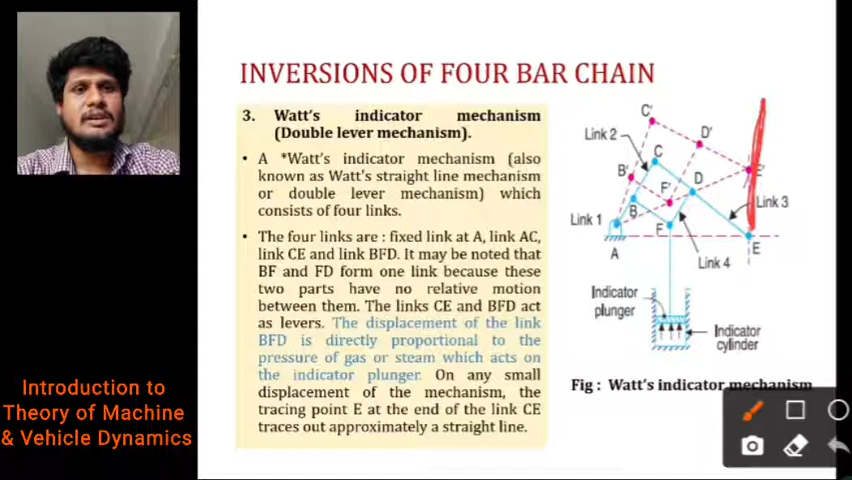 INVERSIONS OF FOUR BAR CHAIN
3. Watt's indicator mechanism
(Double lever mechanism).
• A *Watt's indicator mechanism (also
known as Watt's straight line mechanism
or double lever mechanism) which
consists of four links.
• The four links are : fixed link at A, link AC,
link CE and link BFD. It may be noted that
BF and FD form one link because these
two parts have no relative motion
between them. The links CE and BFD act
as levers. The displacement of the link
BFD is directly proportional to the
pressure of gas or steam which acts on
the indicator plunger. On any small
displacement of the mechanism, the
tracing point E at the end of the link CE
traces out approximately a straight line.
C'
Link 2
D'
C
B'
E'
D
F'
Link 3
B
Link 1
F
A
Link 4
E
Indicator
plunger
Indicator
cylinder
Fig : Watt's indicator mechanism
Introduction to
Theory of Machine
& Vehicle Dynamics